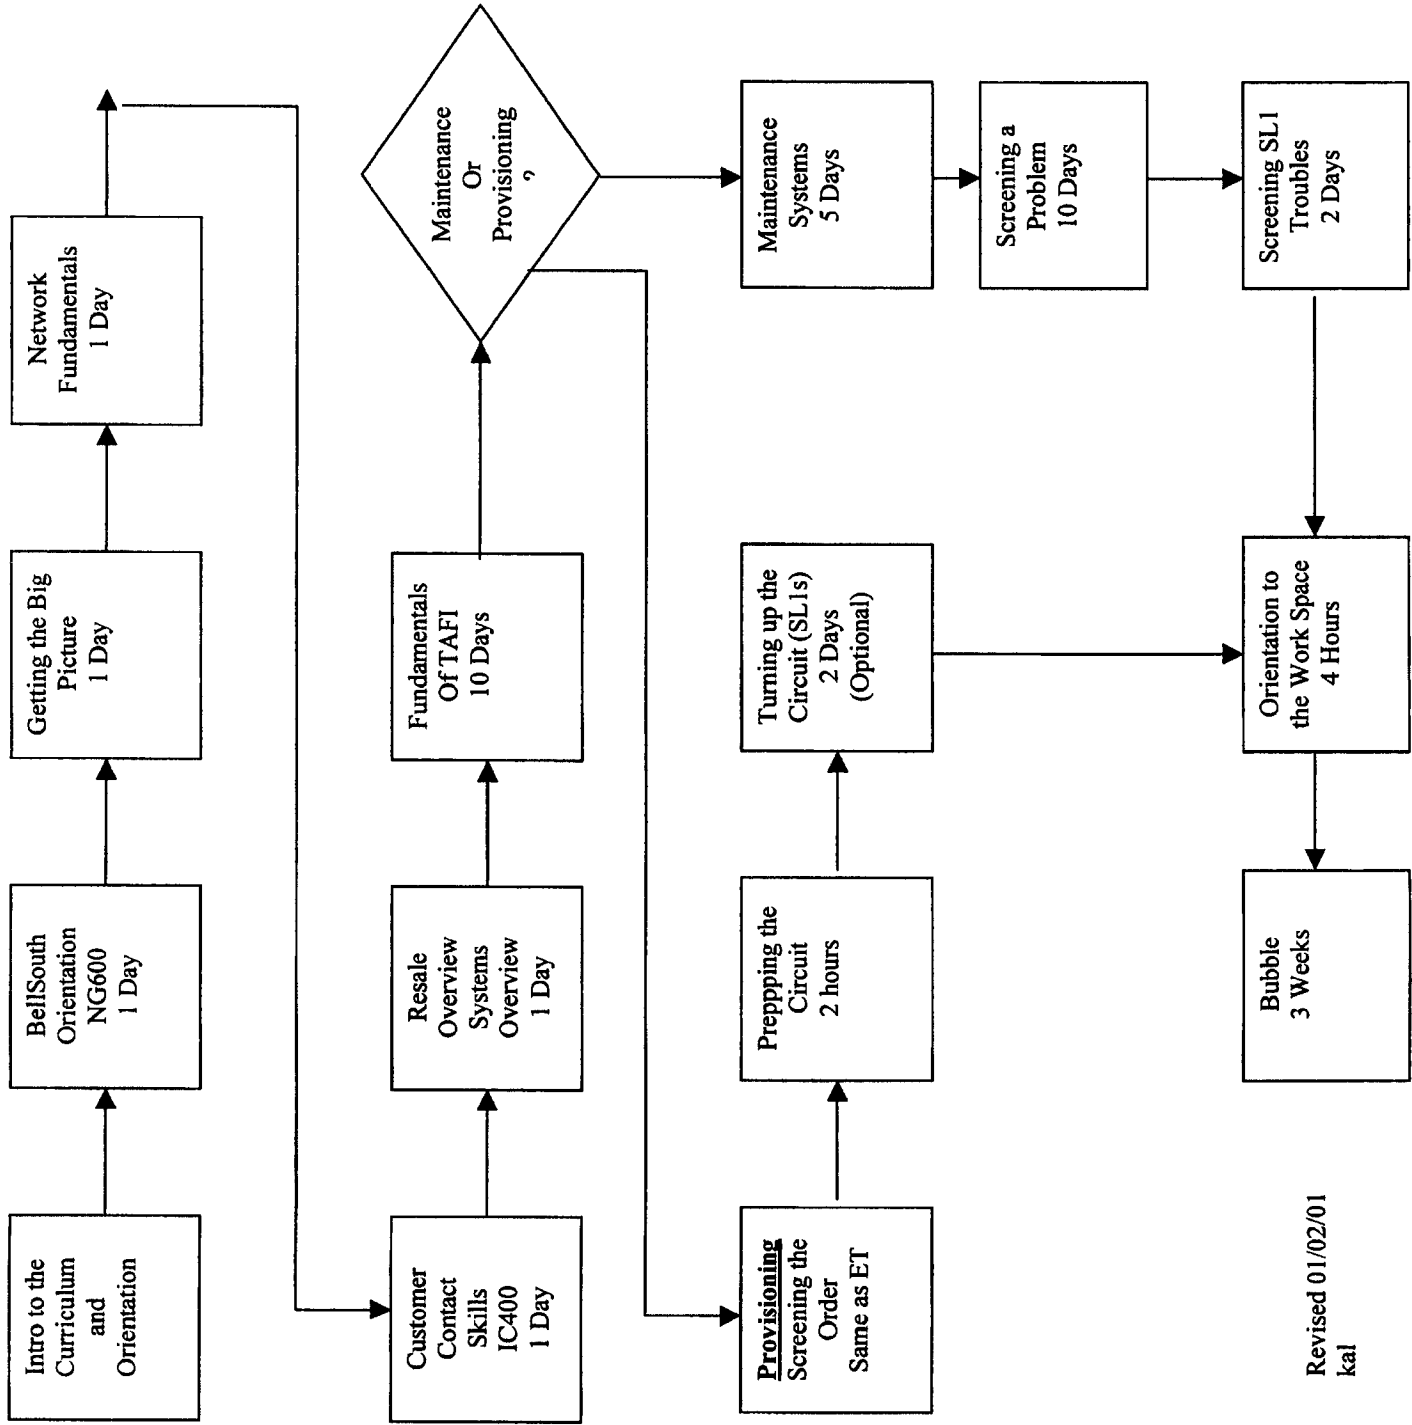 Intro to the
Curriculum
and
Orientation
BellSouth
Orientation
NG600
1 Day
Getting the Big
Picture
1 Day
Network
Fundamentals
1 Day
Customer
Contact
Skills
IC400
1 Day
Resale
Overview
Systems
Overview
1 Day
Fundamentals
Of TAFI
10 Days
Maintenance
Or
Provisioning
?
Provisioning
Screening the
Order
Same as ET
Preppping the
Circuit
2 hours
Turning up the
Circuit (SL1s)
2 Days
(Optional)
Maintenance
Systems
5 Days
Screening a
Problem
10 Days
Screening SL1
Troubles
2 Days
Orientation to
the Work Space
4 Hours
Bubble
3 Weeks
Revised 01/02/01
kal